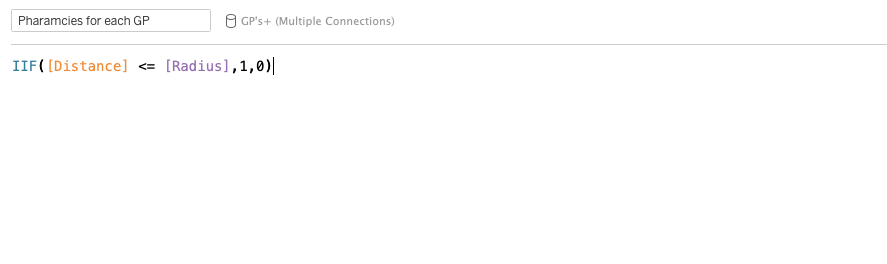 Pharamcies for each GP
GP's+ (Multiple Connections)
IIF([Distance] <= [Radius],1,0)